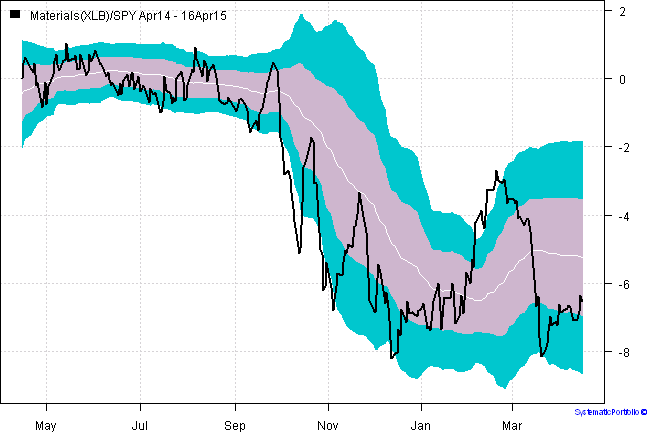 Materials(XLB)/SPY Apr14 - 16Apr15
2
0
-2
-4
-6
-8
May Jul Sep Nov Jan Mar
SystematicPortfolio ©